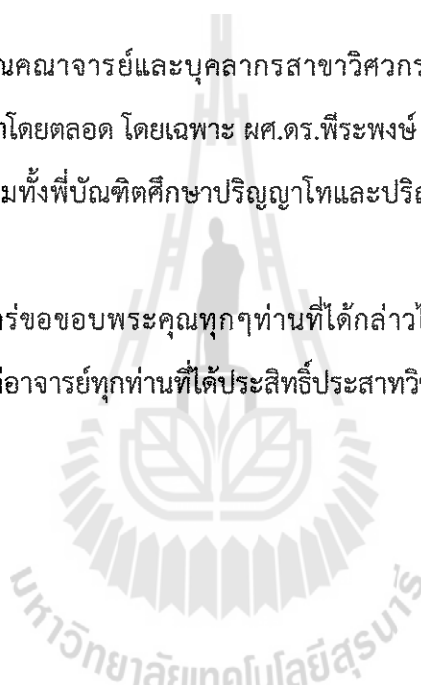 ณคณาจารย์และบุคลากรสาขาวิศวกร
าโดยตลอด โดยเฉพาะ ผศ.ดร.พีระพงษ์
มทั้งพี่บัณฑิตศึกษาปริญญาโทและปริญ
ร่ขอขอบพระคุณทุกๆท่านที่ได้กล่าวไ
ต่อาจารย์ทุกท่านที่ได้ประสิทธิ์ประสาทวิช
มหาวิทยาลัยเทคโนโลยีสุรนารี